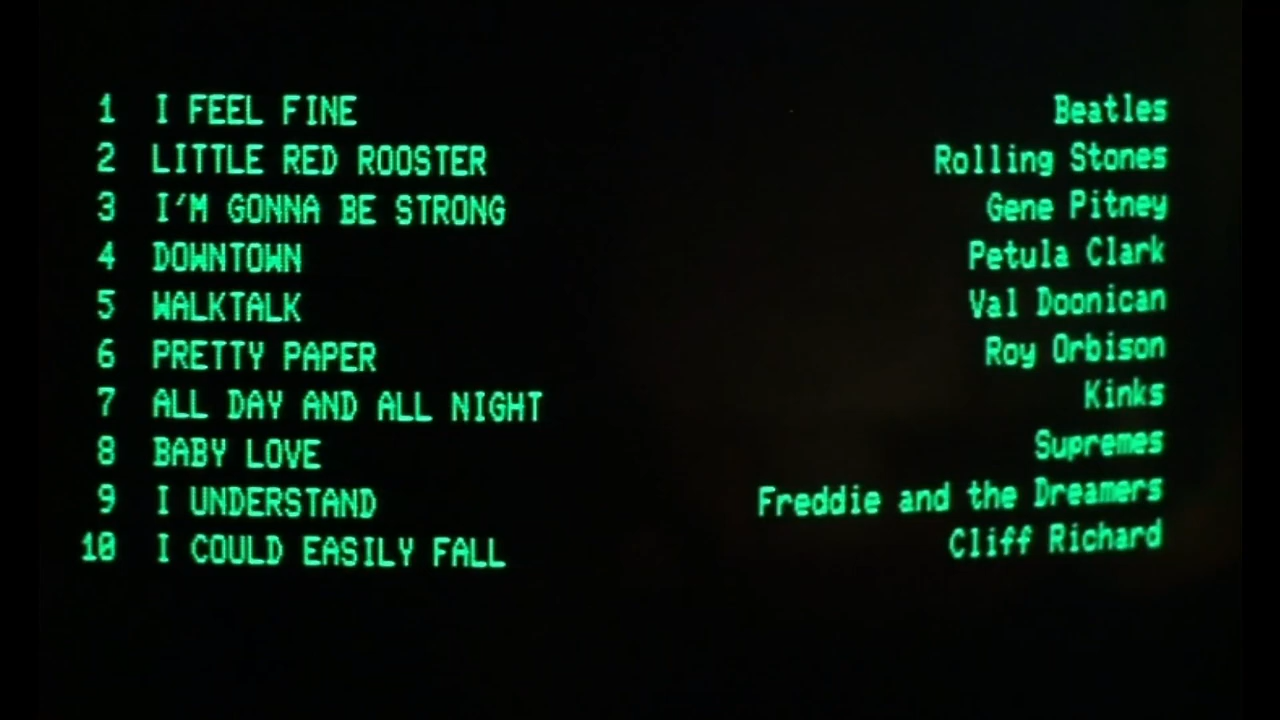 1 I FEEL FINE Beatles
2 LITTLE RED ROOSTER Rolling Stones
3 I'M GONNA BE STRONG Gene Pitney
4 DOWNTOWN Petula Clark
5 WALKTALK Val Doonican
6 PRETTY PAPER Roy Orbison
7 ALL DAY AND ALL NIGHT Kinks
8 BABY LOVE Supremes
9 I UNDERSTAND Freddie and the Dreamers
10 I COULD EASILY FALL Cliff Richard